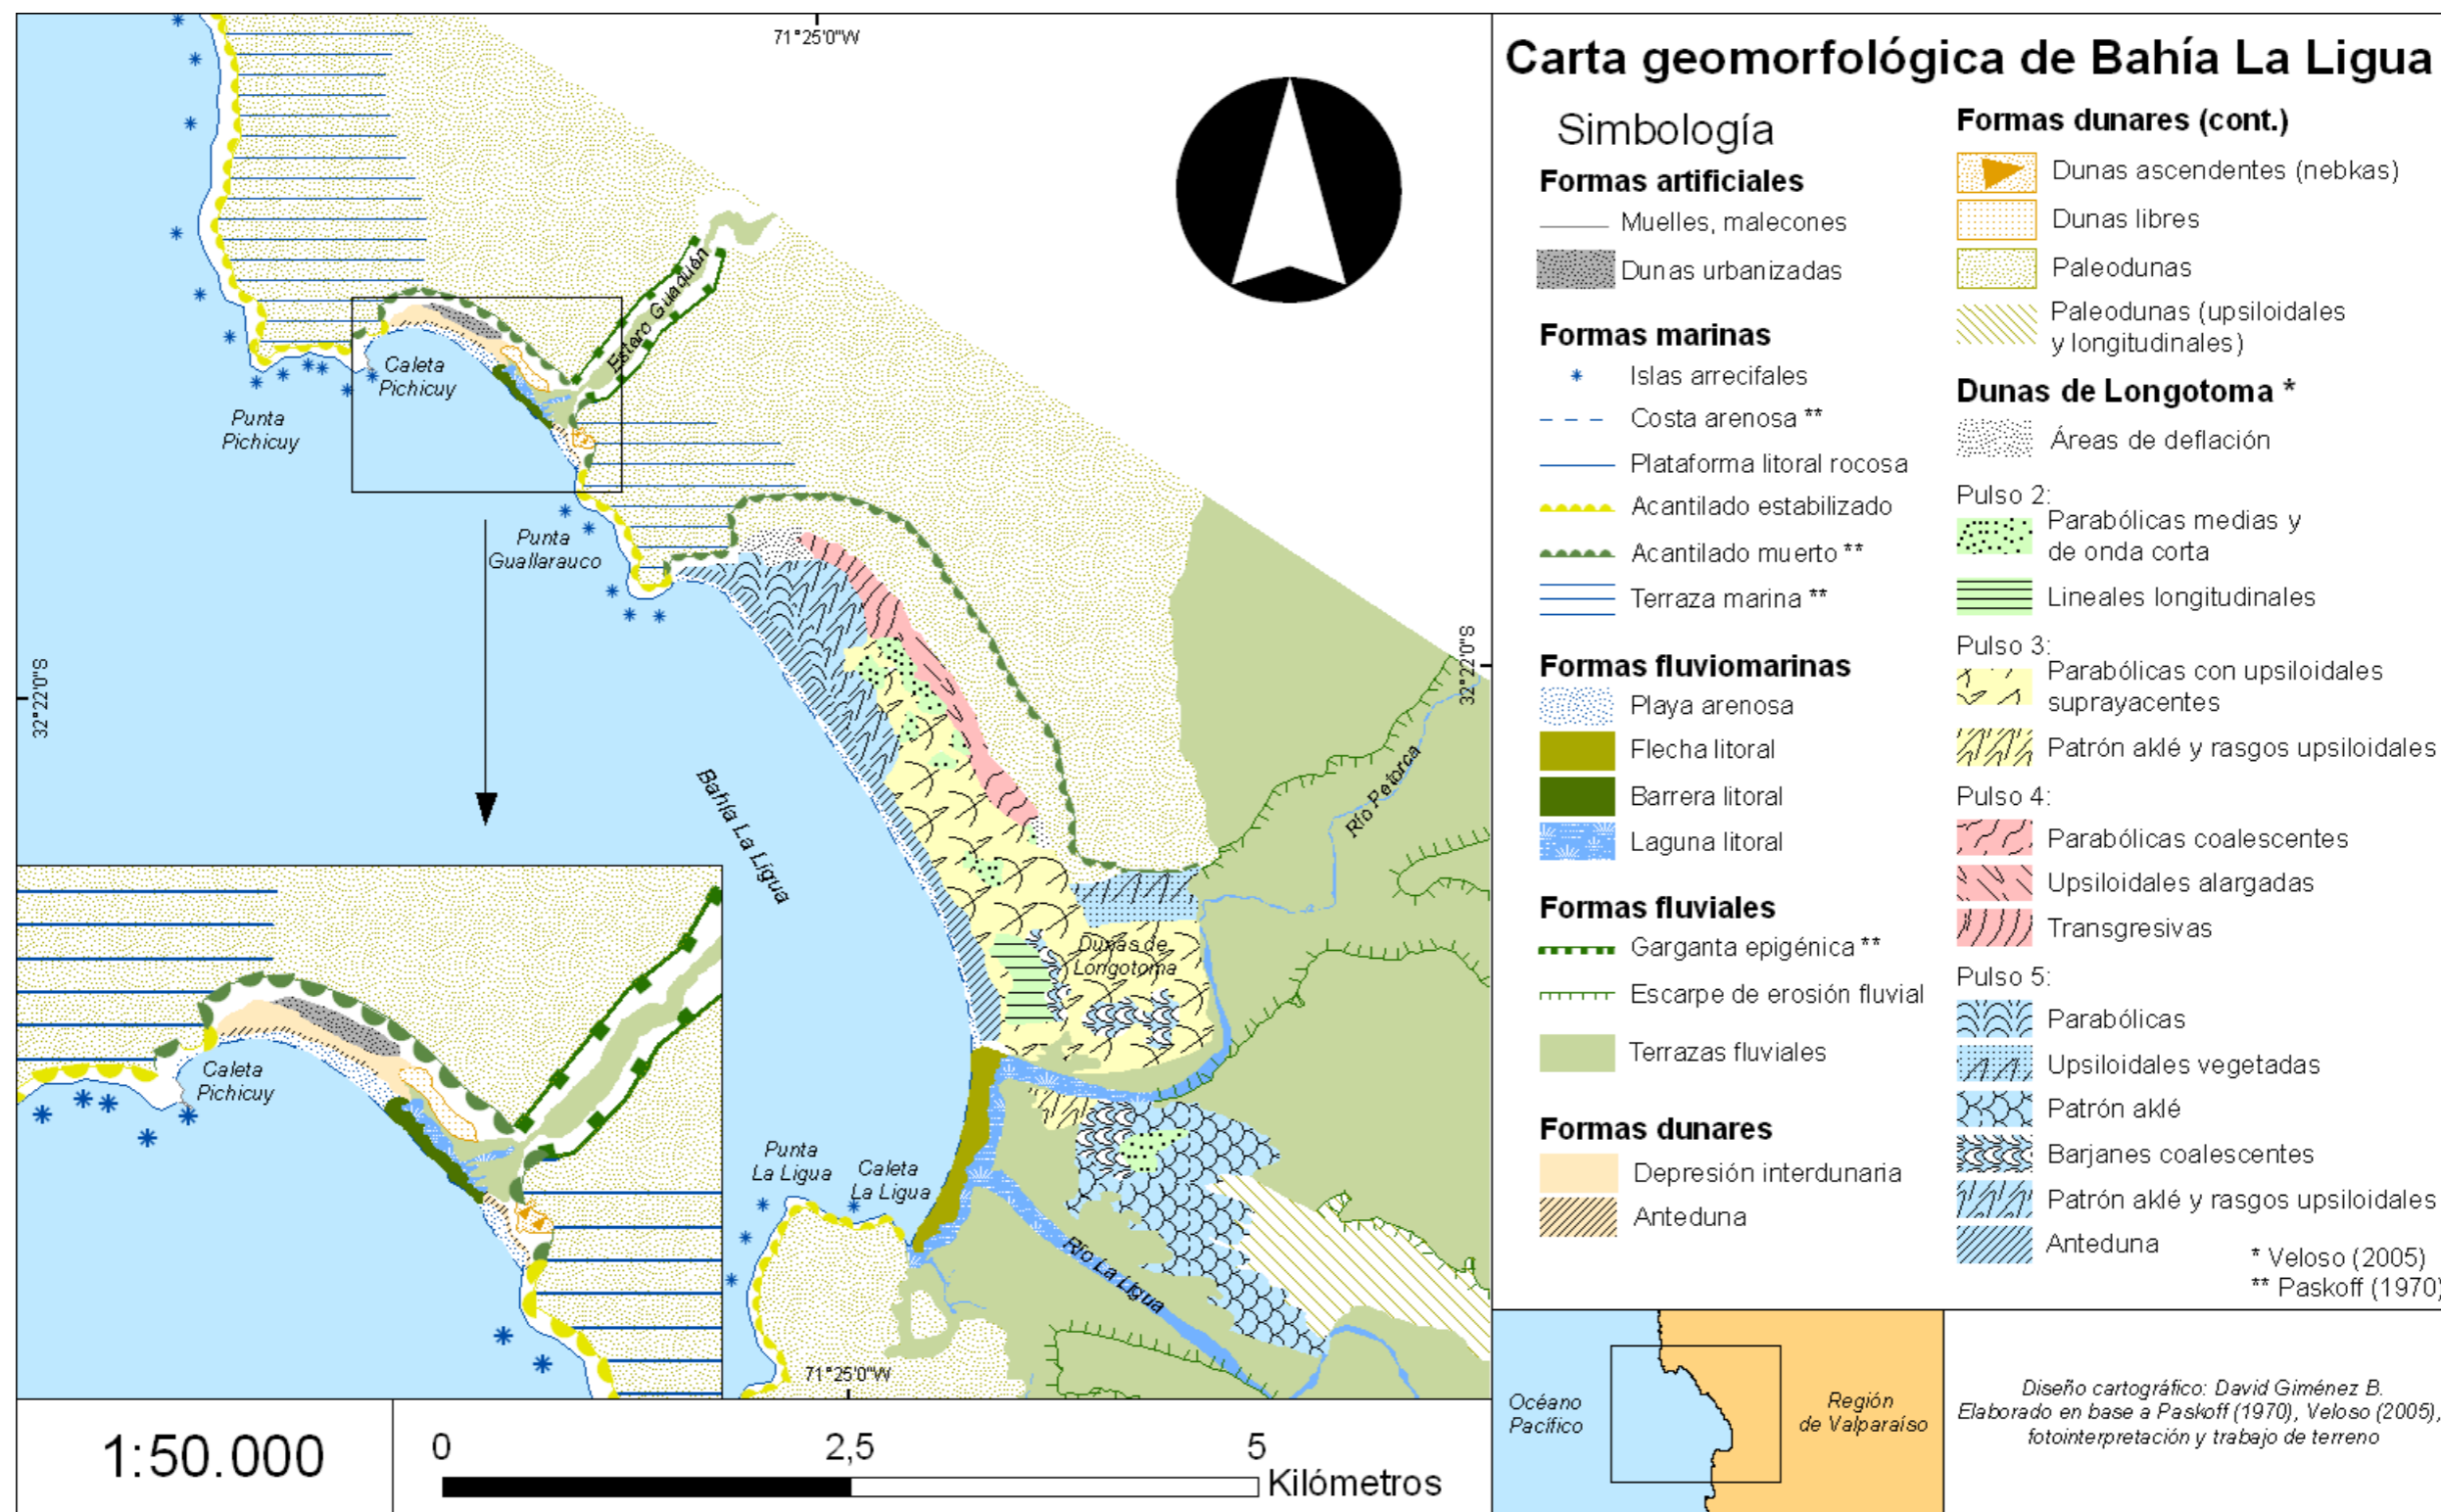 71°25'0"W
Estero Guaquén
Caleta
Pichicuy
Punta
Pichicuy
Punta
Guallarauco
32°22'0"S
32°22'0"S
Bahía La Ligua
Río Petorca
Dunas de
Longotoma
Caleta
Pichicuy
Punta
La Ligua
Caleta
La Ligua
Río La Ligua
71°25'0"W
1:50.000
0
2,5
5
Kilómetros
Carta geomorfológica de Bahía La Ligua
Simbología
Formas artificiales
Muelles, malecones
Dunas urbanizadas
Formas marinas
Islas arrecifales
Costa arenosa **
Plataforma litoral rocosa
Acantilado estabilizado
Acantilado muerto **
Terraza marina **
Formas fluviomarinas
Playa arenosa
Flecha litoral
Barrera litoral
Laguna litoral
Formas fluviales
Garganta epigénica **
Escarpe de erosión fluvial
Terrazas fluviales
Formas dunares
Depresión interdunaria
Anteduna
Formas dunares (cont.)
Dunas ascendentes (nebkas)
Dunas libres
Paleodunas
Paleodunas (upsiloidales
y longitudinales)
Dunas de Longotoma *
Áreas de deflación
Pulso 2:
Parabólicas medias y
de onda corta
Lineales longitudinales
Pulso 3:
Parabólicas con upsiloidales
suprayacentes
Patrón aklé y rasgos upsiloidales
Pulso 4:
Parabólicas coalescentes
Upsiloidales alargadas
Transgresivas
Pulso 5:
Parabólicas
Upsiloidales vegetadas
Patrón aklé
Barjanes coalescentes
Patrón aklé y rasgos upsiloidales
Anteduna
* Veloso (2005)
** Paskoff (1970)
Océano
Pacífico
Región
de Valparaíso
Diseño cartográfico: David Giménez B.
Elaborado en base a Paskoff (1970), Veloso (2005),
fotointerpretación y trabajo de terreno